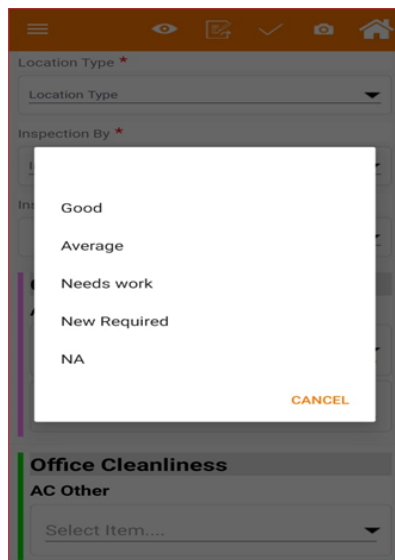 Location Type *
Location Type
Inspection By *
Good
Average
Needs work
New Required
NA
CANCEL
Office Cleanliness
AC Other
Select Item....